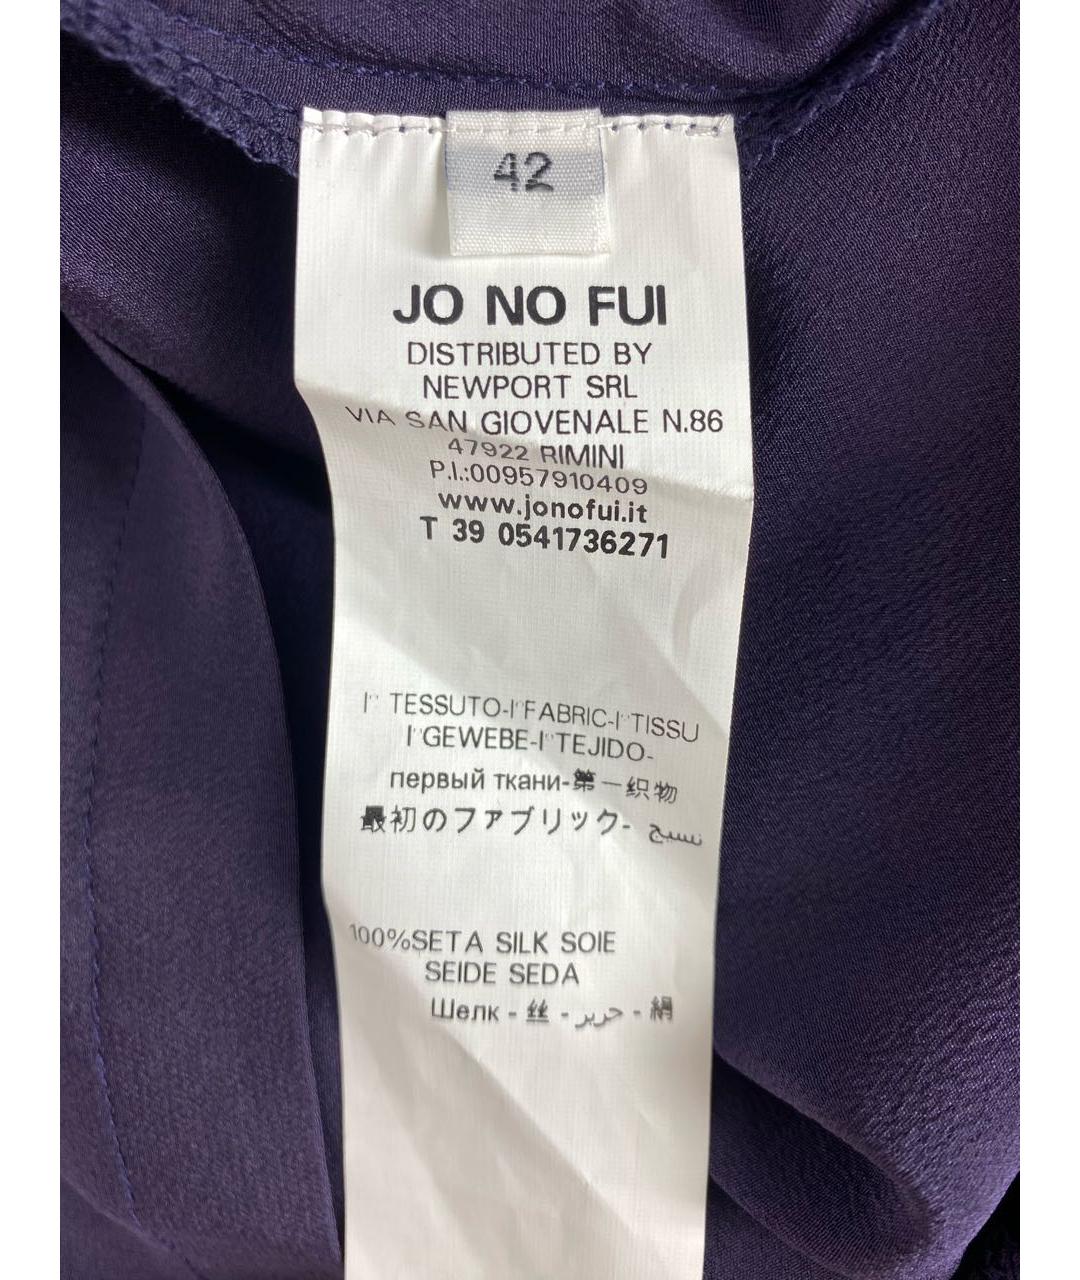 42
JO NO FUI
DISTRIBUTED BY
NEWPORT SRL
VIA SAN GIOVENALE N.86
47922 RIMINI
P.I.:00957910409
www.jonofui.it
T 39 0541736271
I° TESSUTO-I°FABRIC-I°TISSU
I°GEWEBE-I°TEJIDO-
первый ткани-第一织物
最初のファブリック- نسيج
100%SETA SILK SOIE
SEIDE SEDA
Шелк - 丝 - حرير - 絹